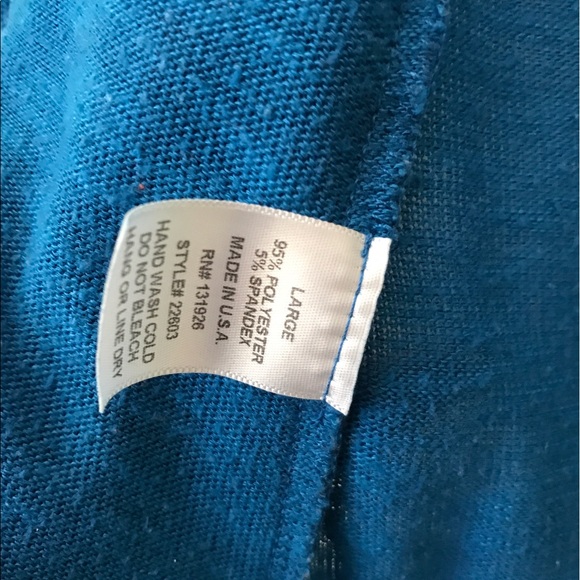 LARGE
95% POLYESTER
5% SPANDEX
MADE IN U.S.A.
RN# 131926
STYLE# 22603
HAND WASH COLD
DO NOT BLEACH
HANG OR LINE DRY